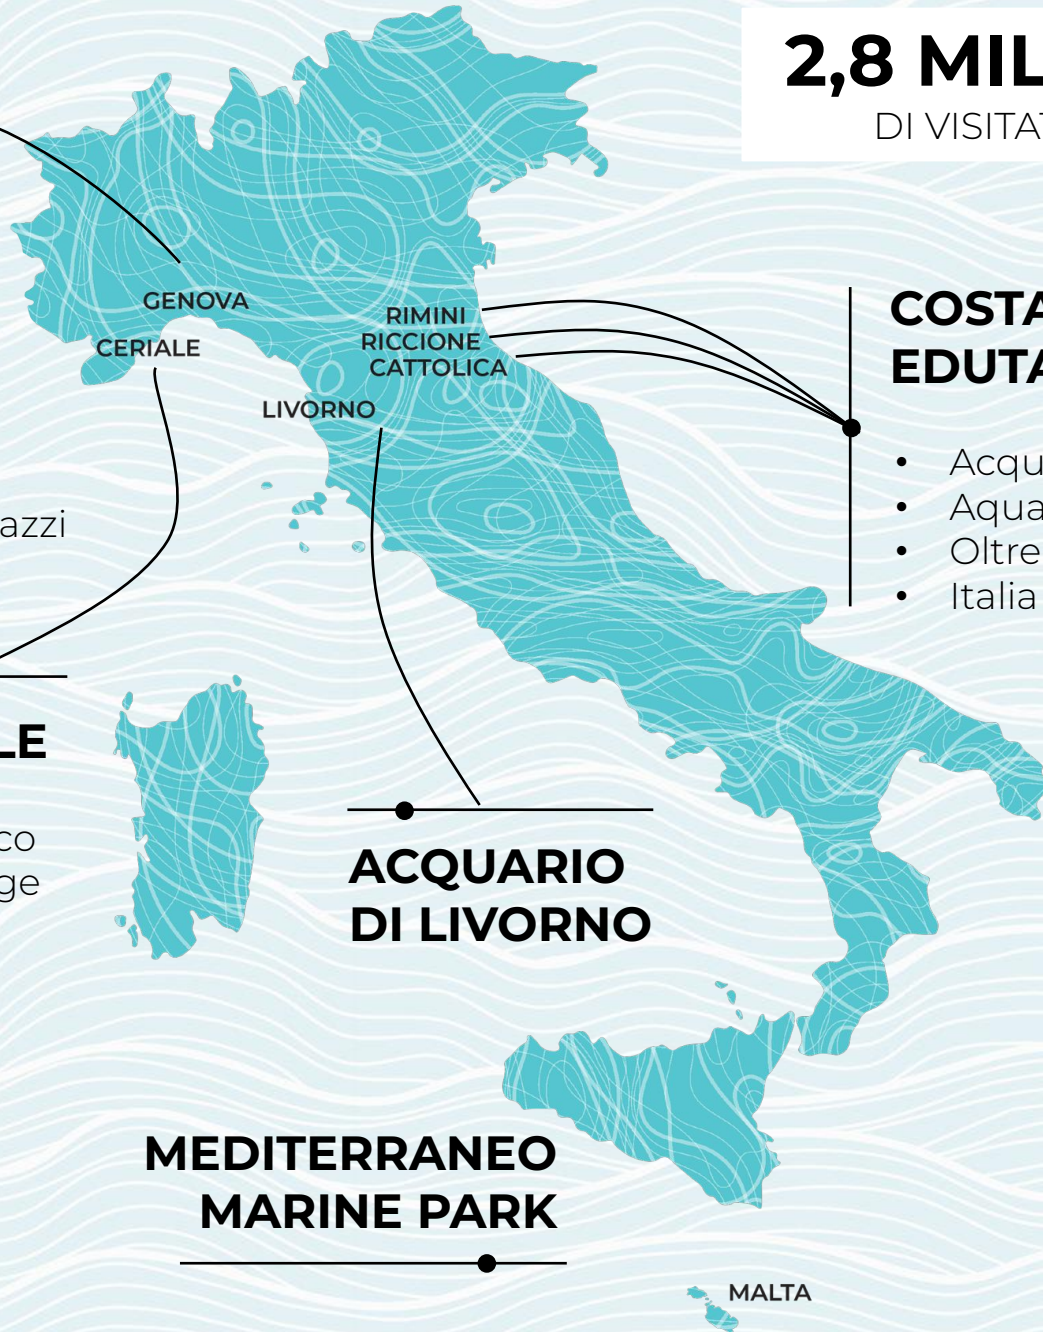 2,8 MIL
DI VISITAT
GENOVA
CERIALE
RIMINI
RICCIONE
CATTOLICA
LIVORNO
COSTA
EDUTA
• Acqu
• Aqua
• Oltre
• Italia
azzi
LE
co
ge
ACQUARIO
DI LIVORNO
MEDITERRANEO
MARINE PARK
MALTA